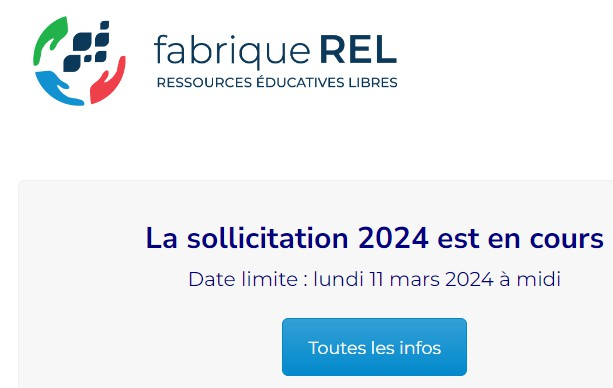 fabrique REL
RESSOURCES ÉDUCATIVES LIBRES
La sollicitation 2024 est en cours
Date limite : lundi 11 mars 2024 à midi
Toutes les infos